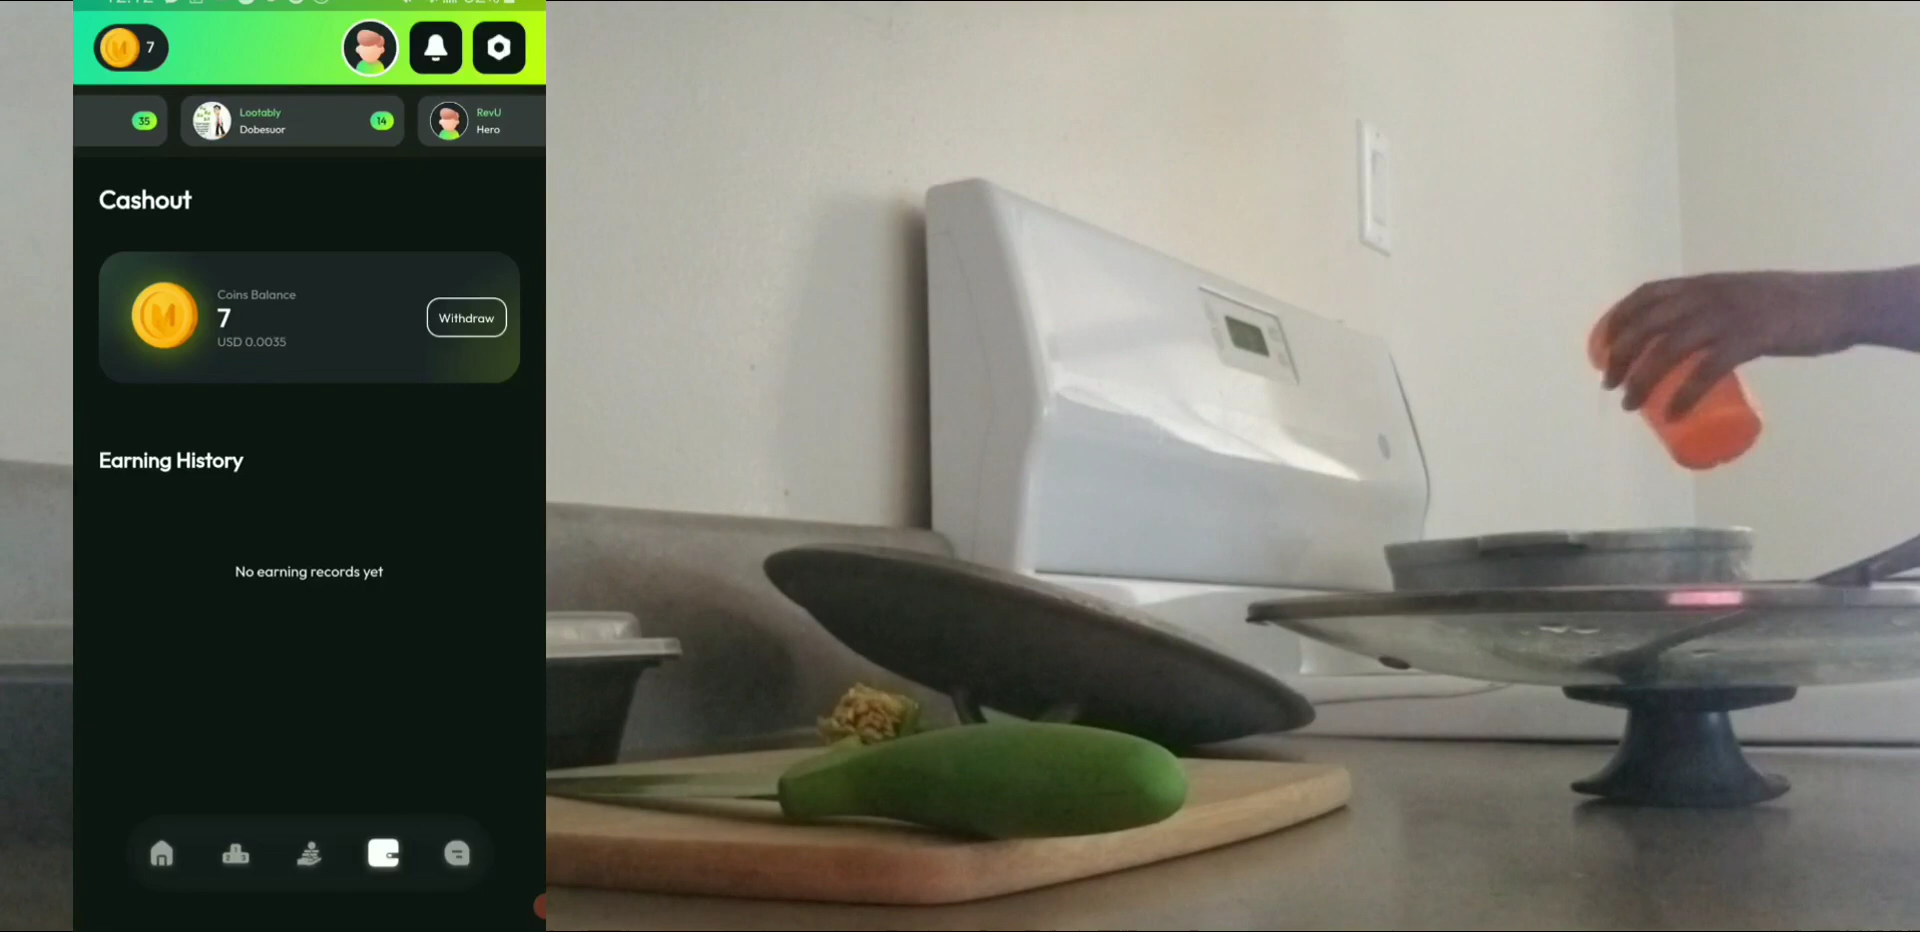 7
35
Lootably
Dobesuor
14
RevU
Hero
Cashout
Coins Balance
7
USD 0.0035
Withdraw
Earning History
No earning records yet